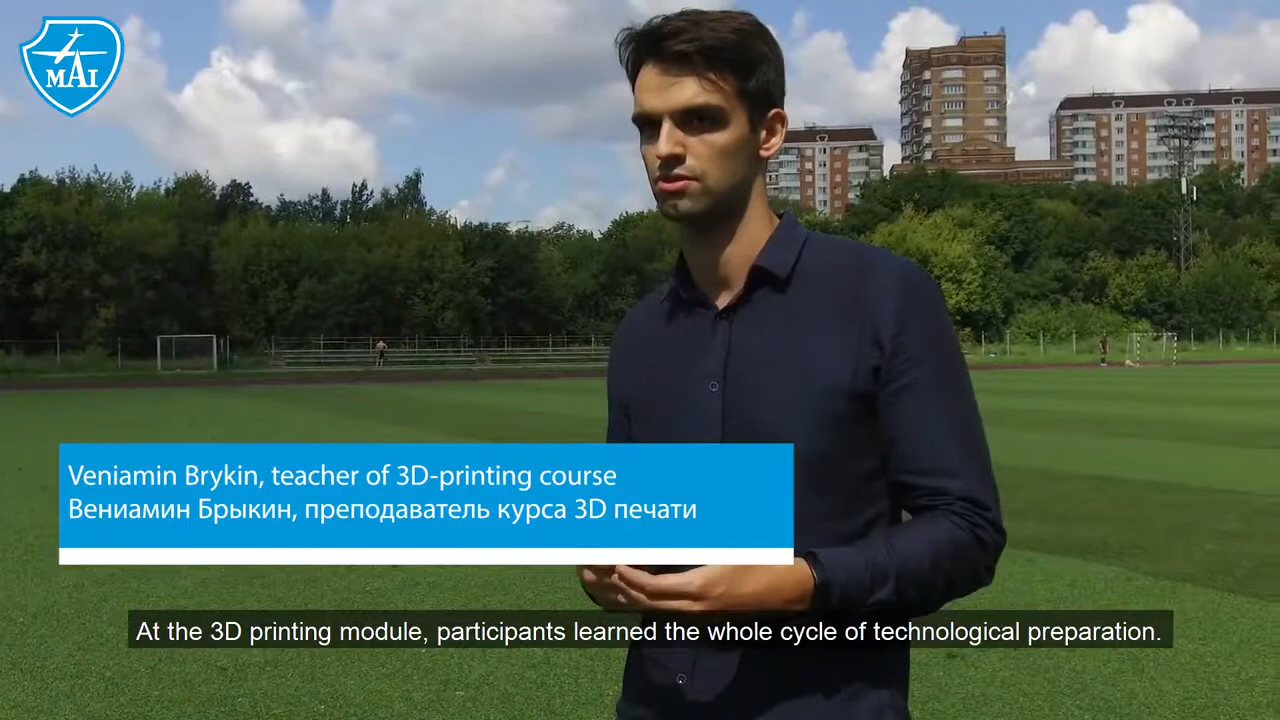 MAI
Veniamin Brykin, teacher of 3D-printing course
Вениамин Брыкин, преподаватель курса 3D печати
At the 3D printing module, participants learned the whole cycle of technological preparation.